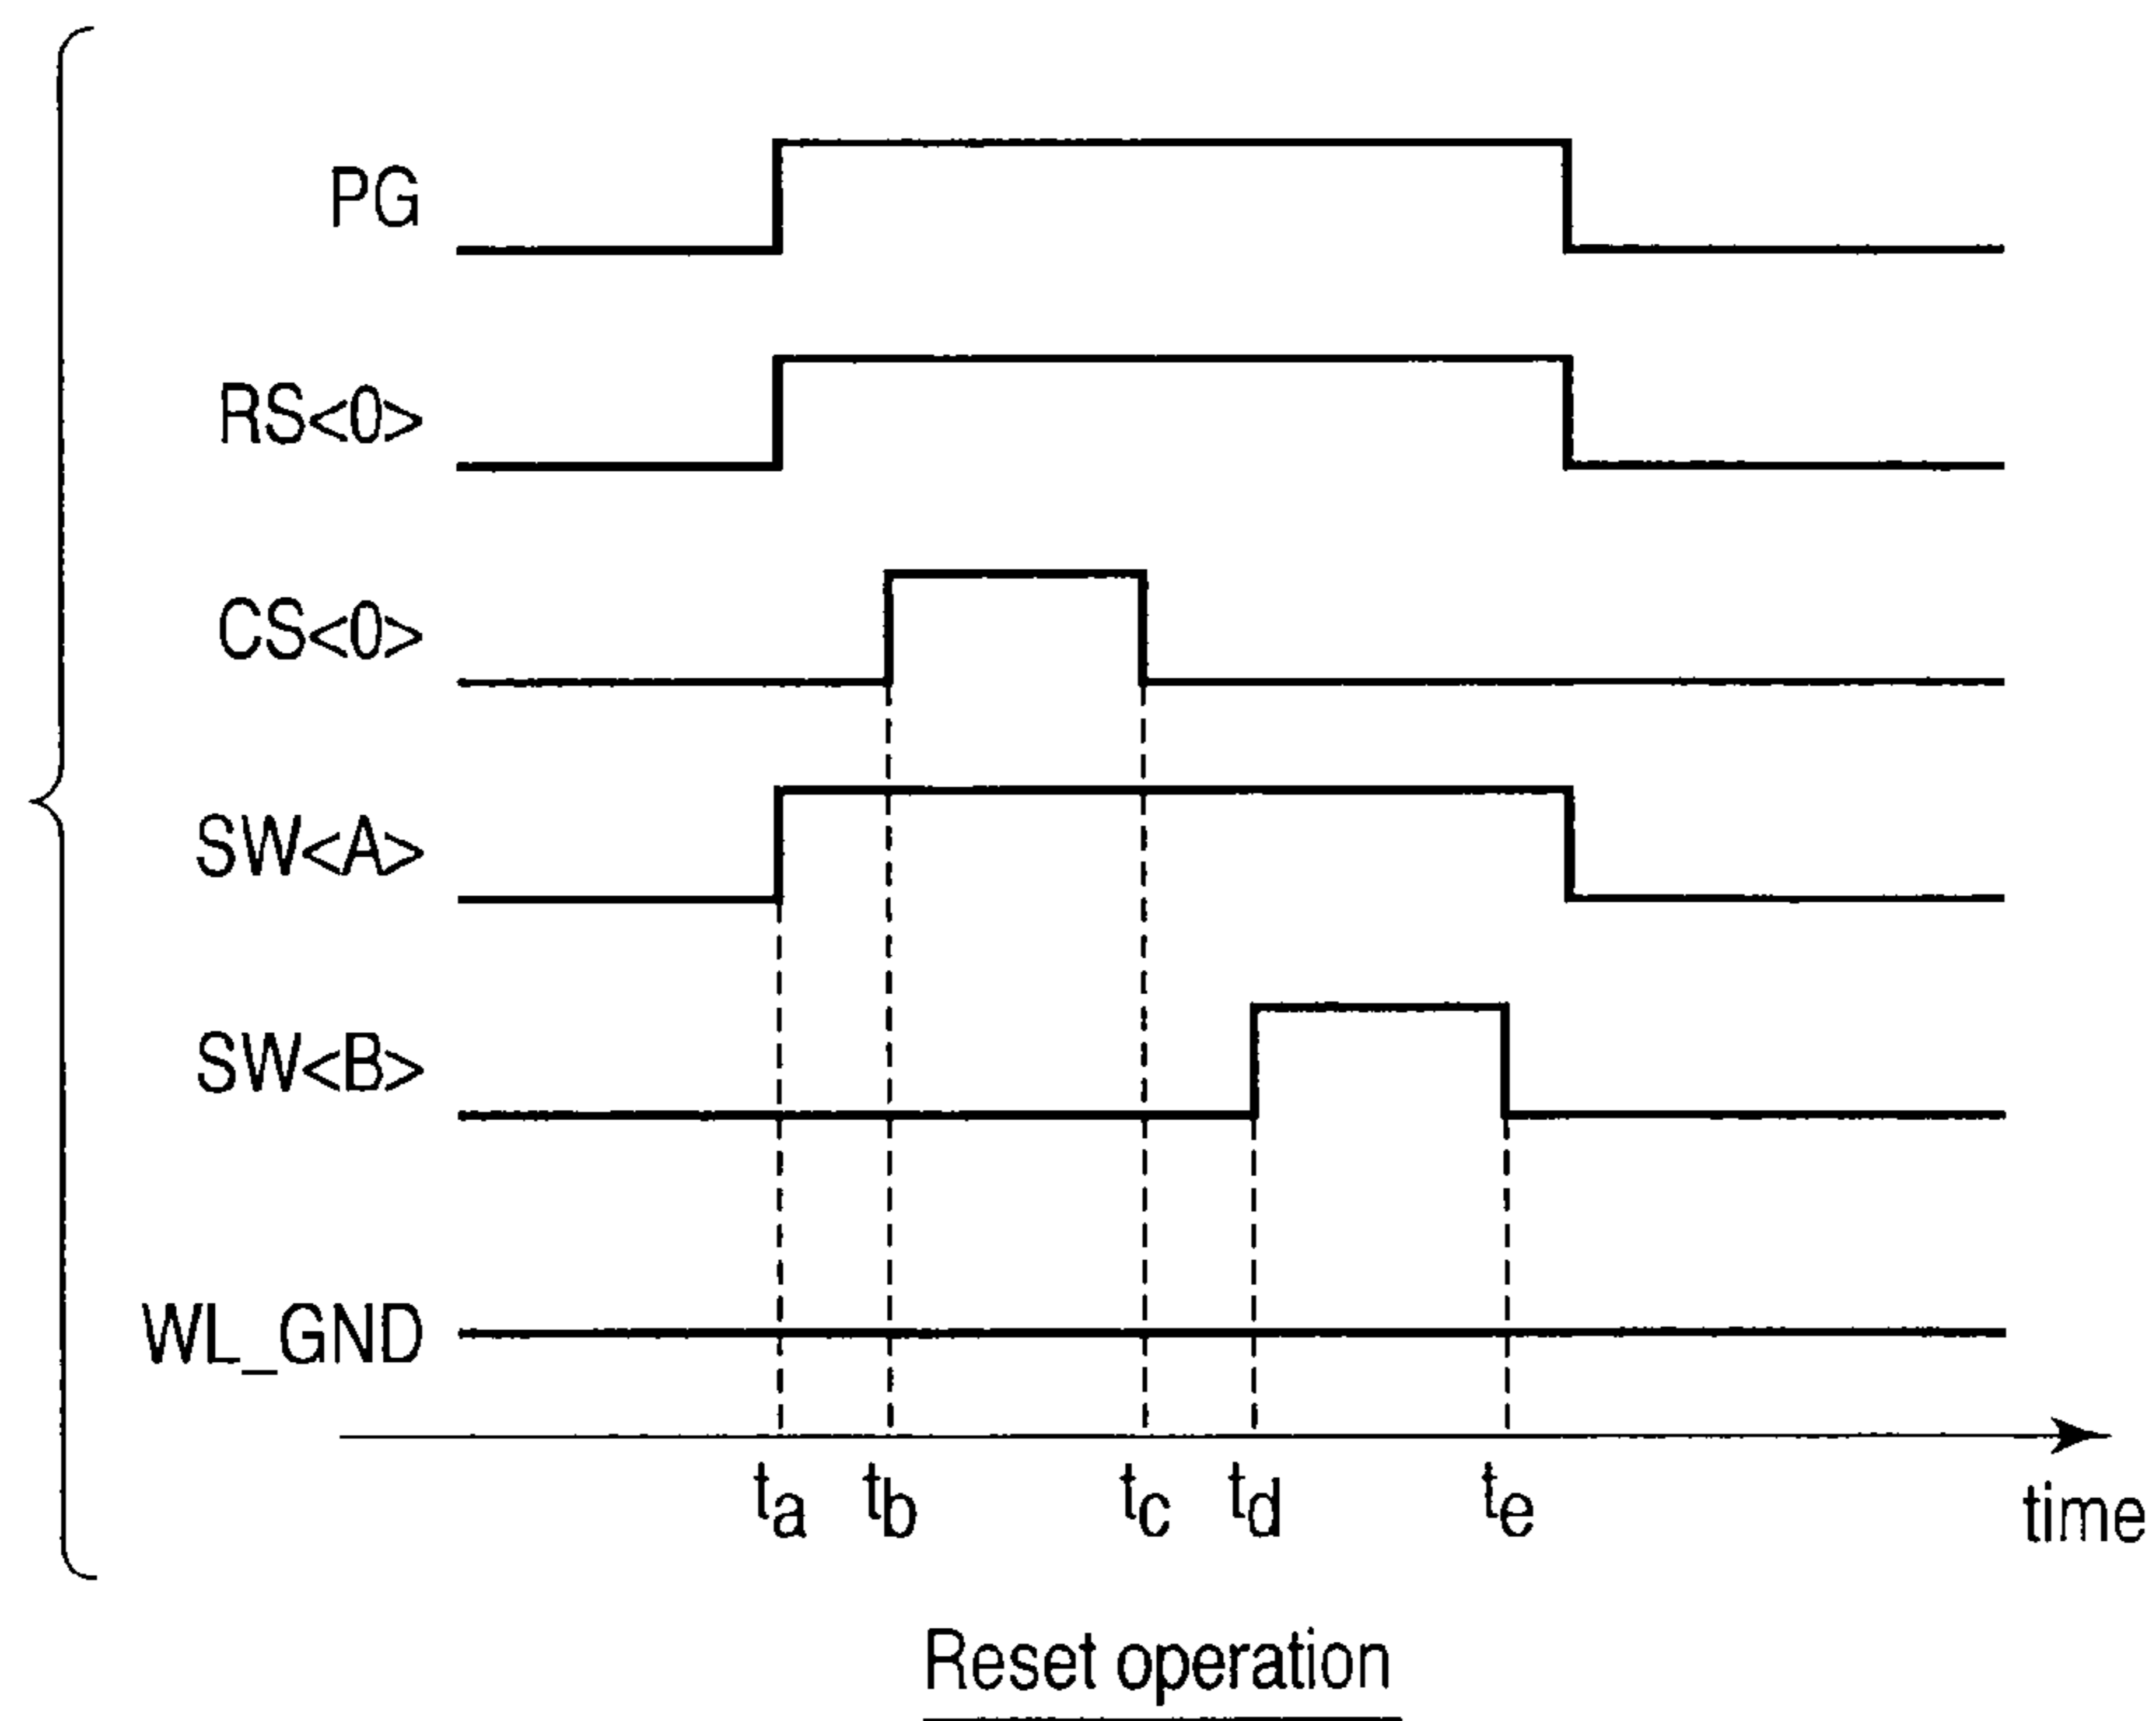 PG
RS<0>
CS<0>
SW<A>
SW<B>
WL_GND
ta tb tc td te
time
Reset operation